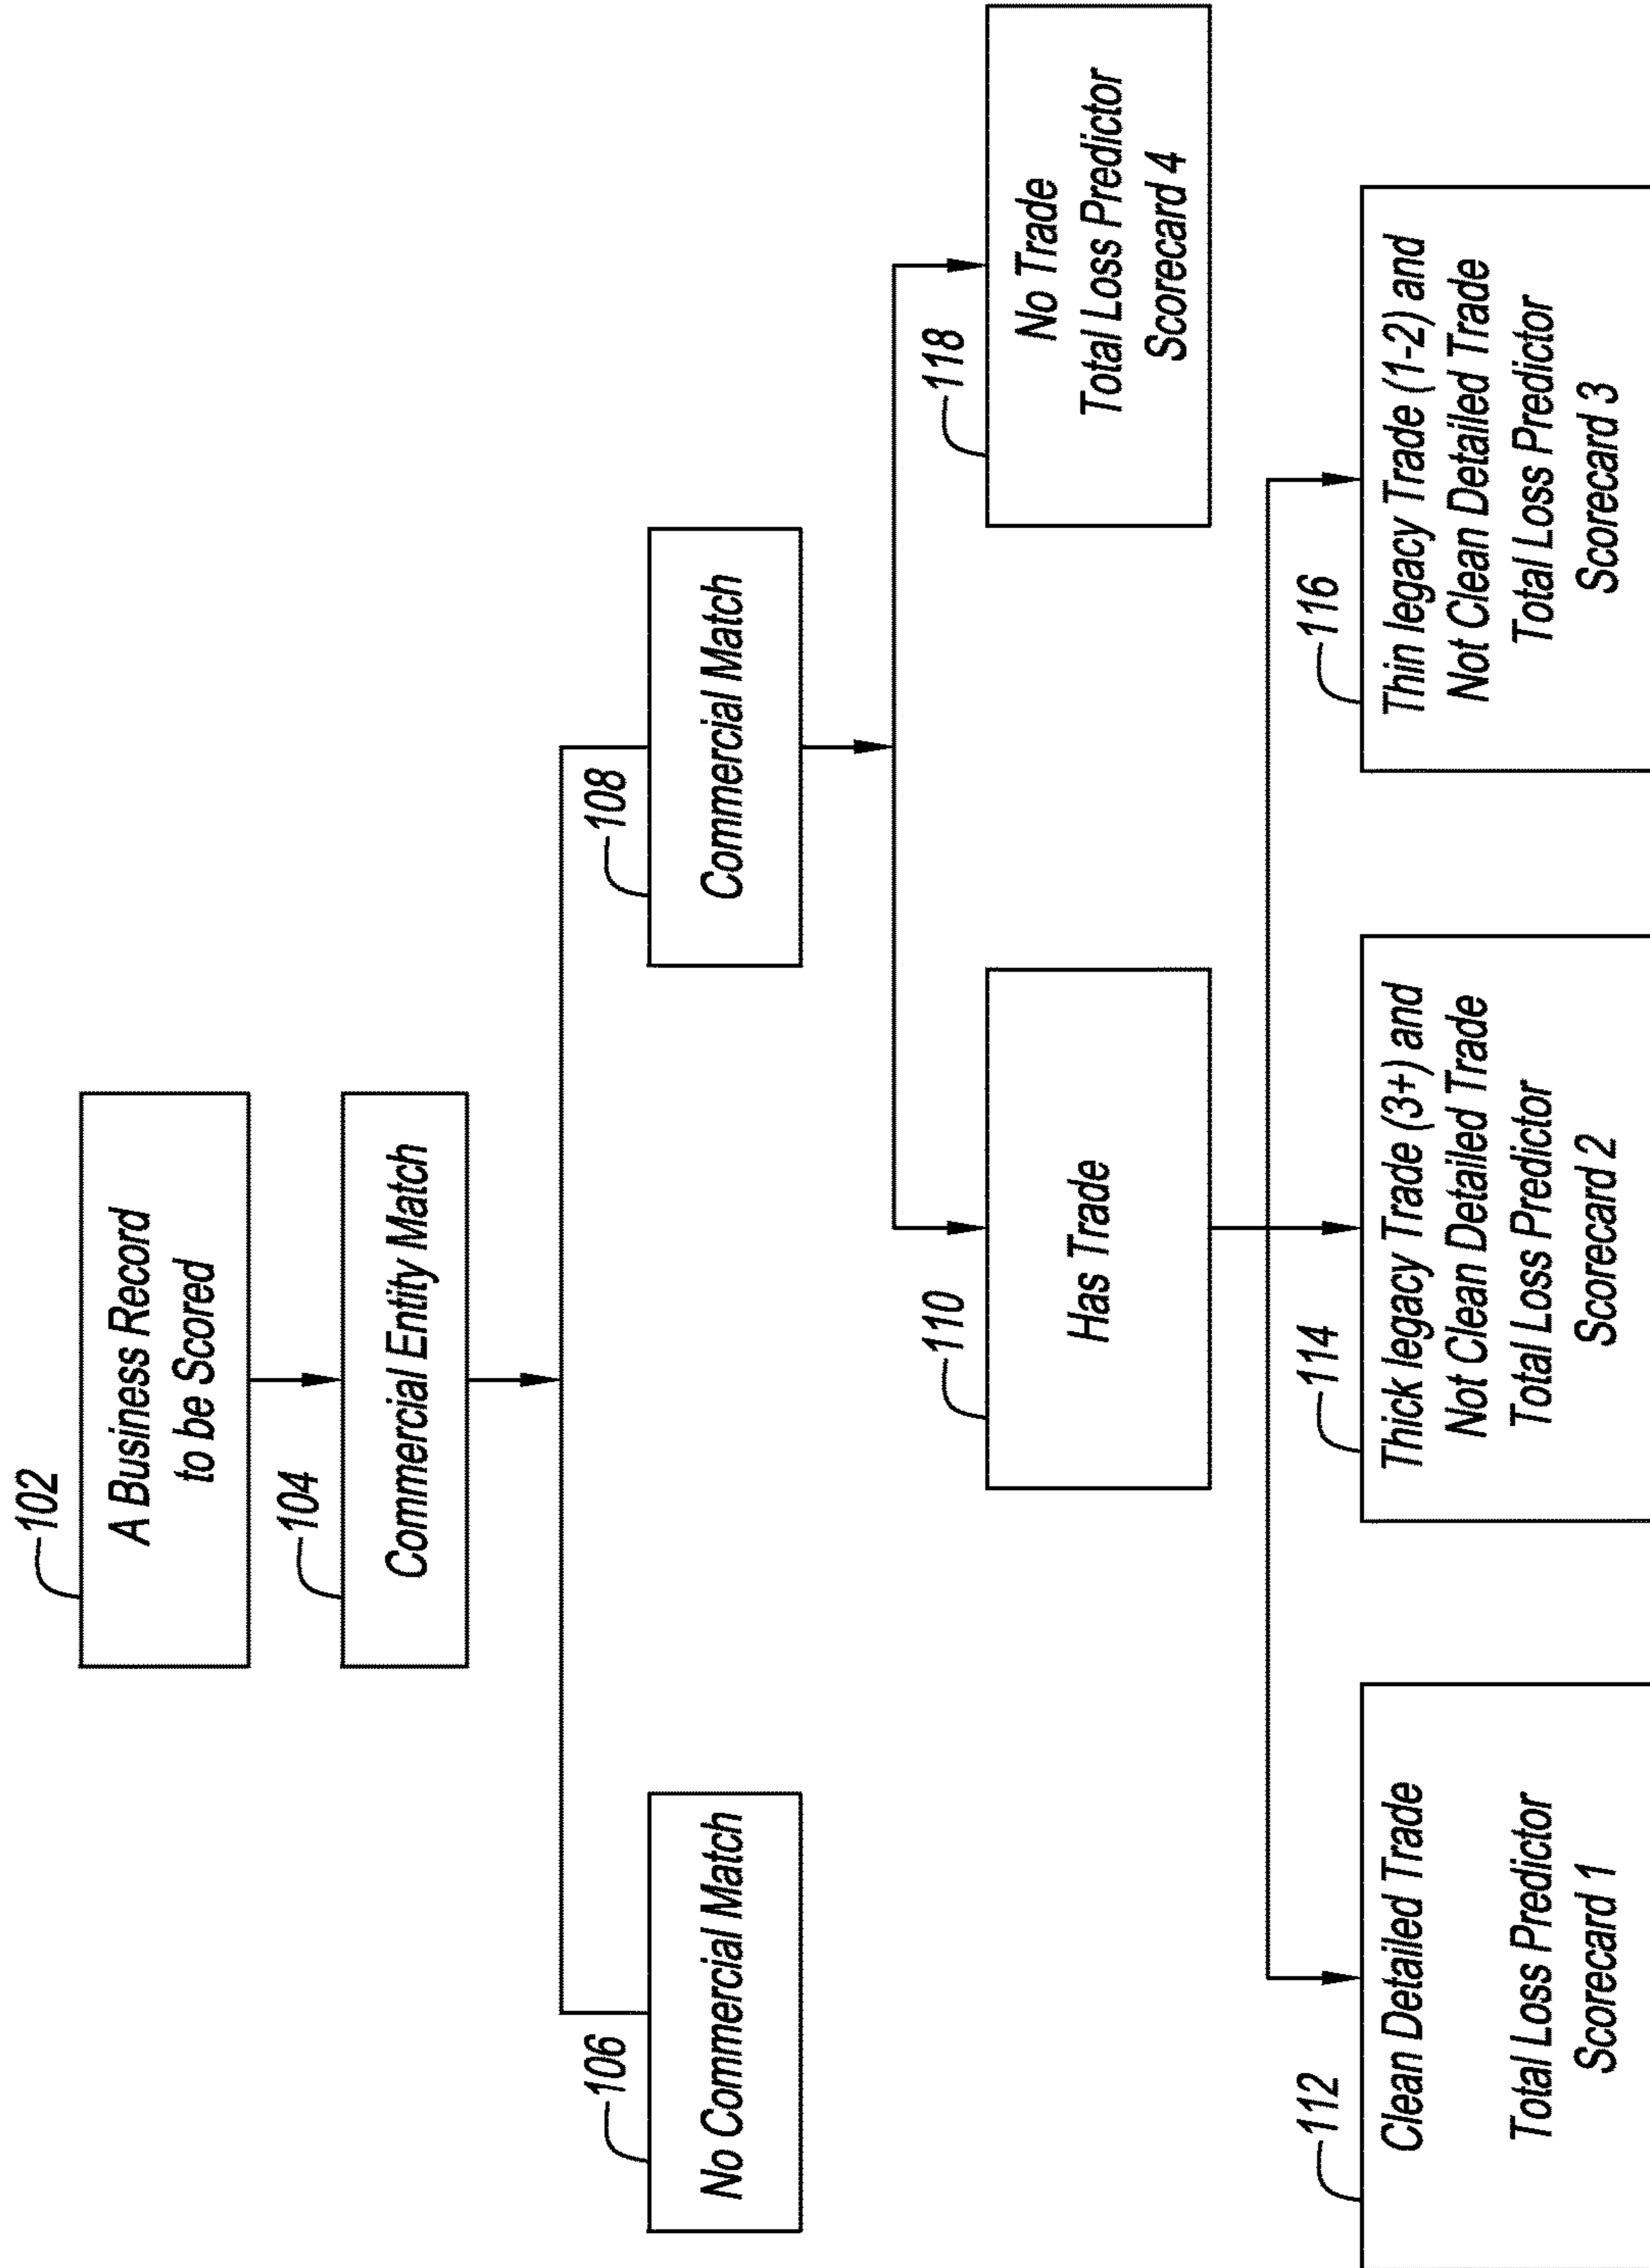 102
A Business Record
to be Scored
104
Commercial Entity Match
106
No Commercial Match
108
Commercial Match
110
Has Trade
118
No Trade
Total Loss Predictor
Scorecard 4
112
Clean Detailed Trade
Total Loss Predictor
Scorecard 1
114
Thick legacy Trade (3+) and
Not Clean Detailed Trade
Total Loss Predictor
Scorecard 2
116
Thin legacy Trade (1-2) and
Not Clean Detailed Trade
Total Loss Predictor
Scorecard 3